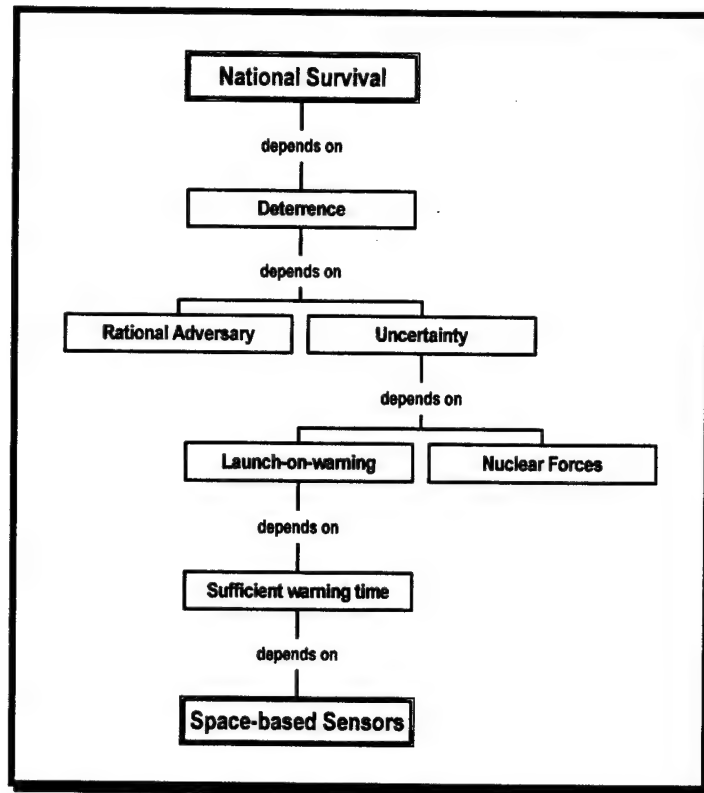 National Survival
depends on
Deterrence
depends on
Rational Adversary
Uncertainty
depends on
Launch-on-warning
Nuclear Forces
depends on
Sufficient warning time
depends on
Space-based Sensors